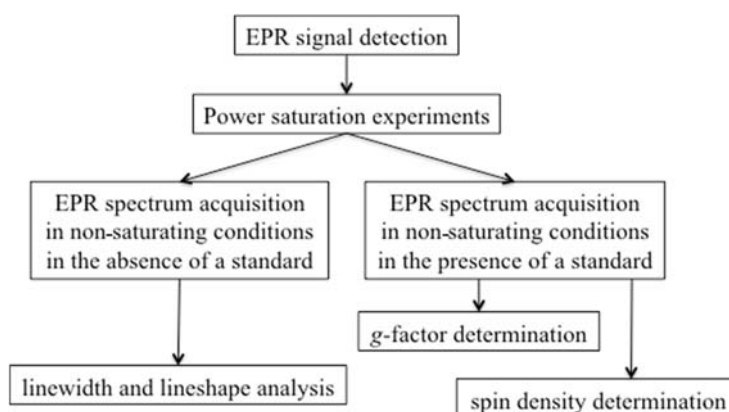 EPR signal detection
Power saturation experiments
EPR spectrum acquisition
in non-saturating conditions
in the absence of a standard
EPR spectrum acquisition
in non-saturating conditions
in the presence of a standard
g-factor determination
linewidth and lineshape analysis
spin density determination